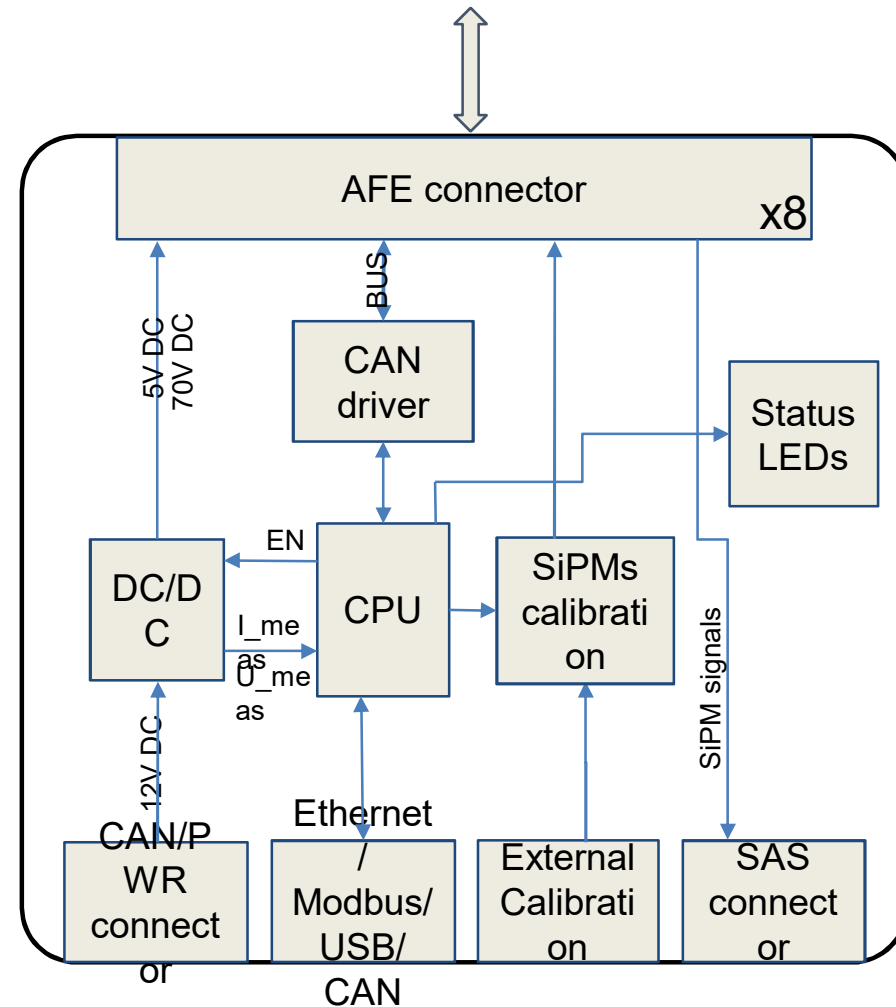 AFE connector
x8
5V DC
70V DC
BUS
CAN
driver
Status
LEDs
EN
DC/D
C
I_me
as
U_me
as
CPU
SiPMs
calibrati
on
SiPM signals
12V DC
CAN/P
WR
connect
or
Ethernet
/
Modbus/
USB/
CAN
External
Calibrati
on
SAS
connect
or